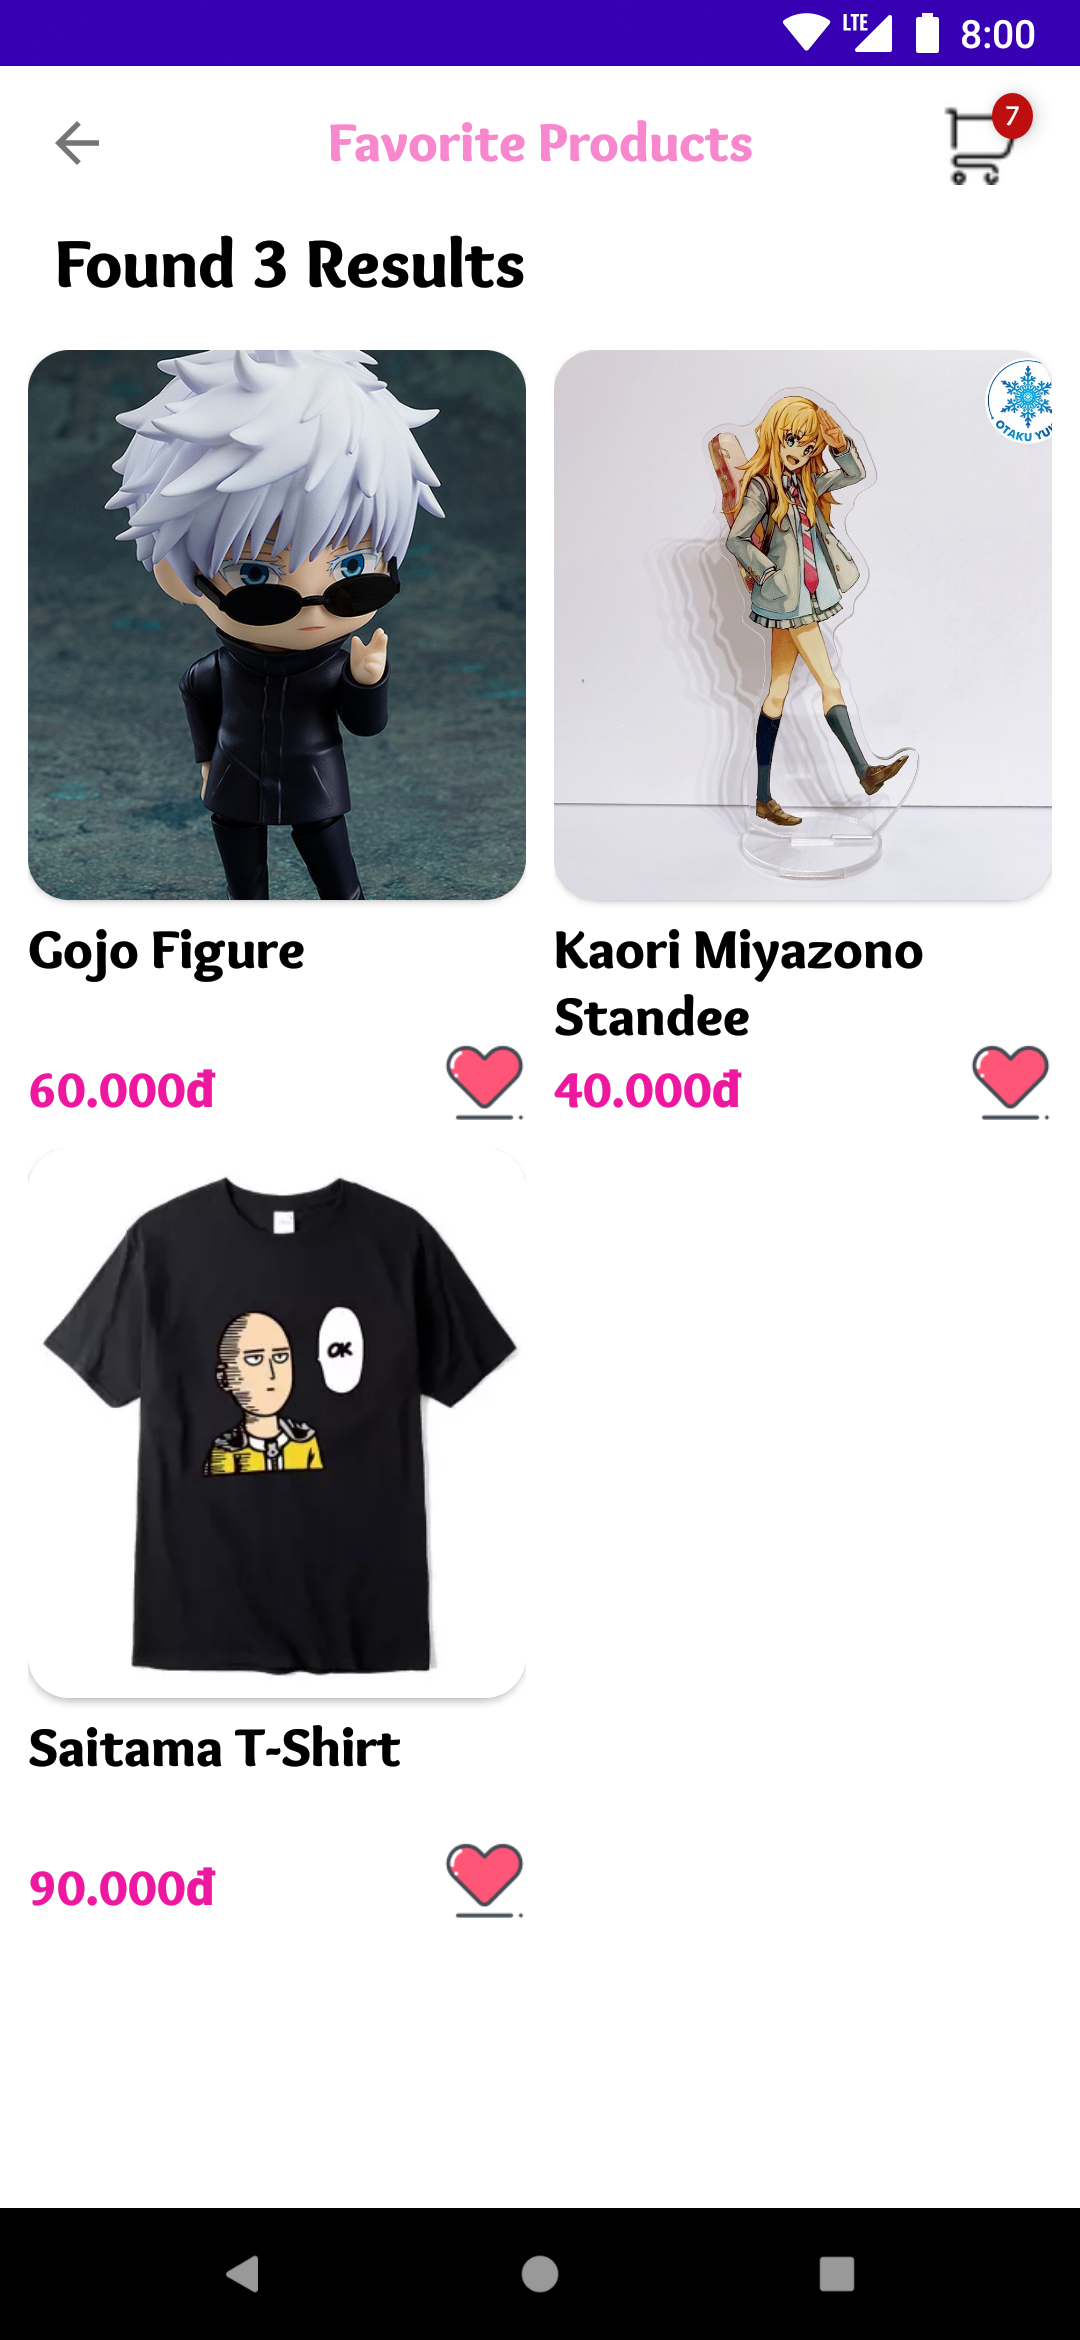 LTE 8:00
Favorite Products
7
Found 3 Results
OTAKU
Gojo Figure
Kaori Miyazono
Standee
60.000đ
40.000đ
OK
Saitama T-Shirt
90.000đ